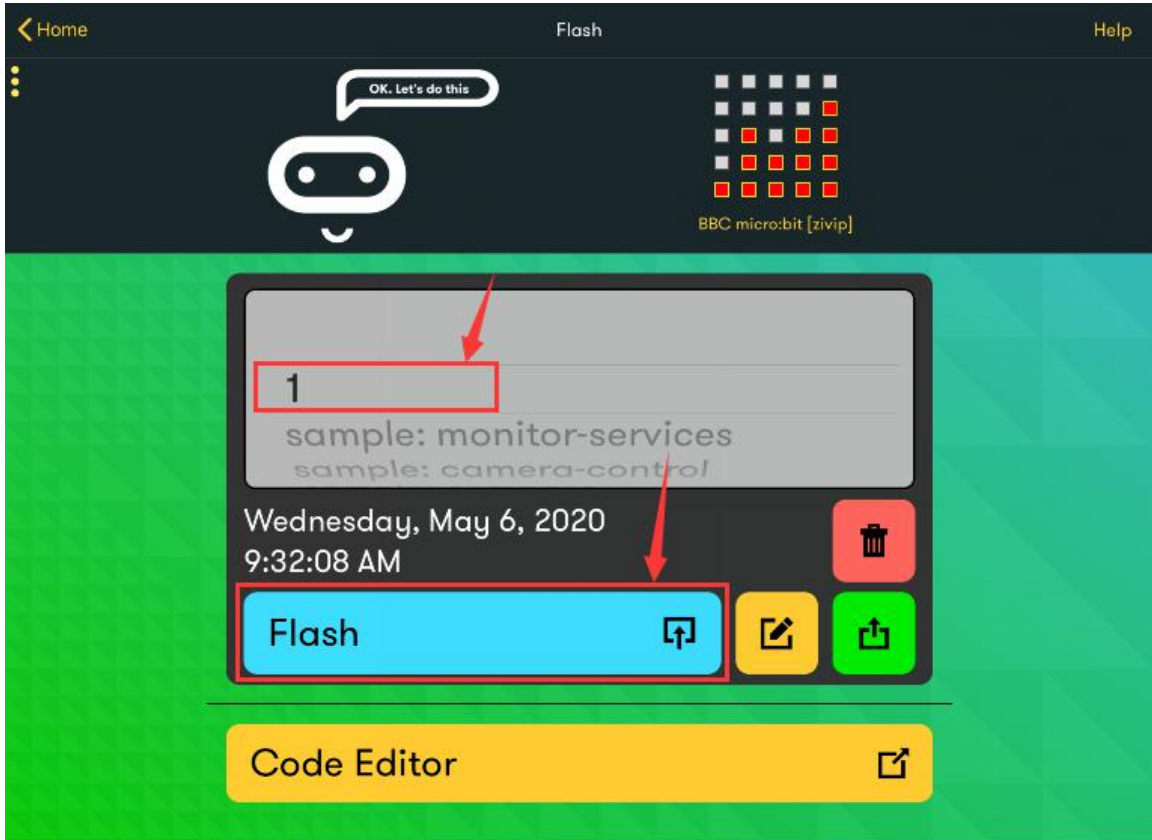 Home
Flash
Help
OK. Let's do this
BBC micro:bit [zivip]
1
sample: monitor-services
sample: camera-control
Wednesday, May 6, 2020
9:32:08 AM
Flash
Code Editor